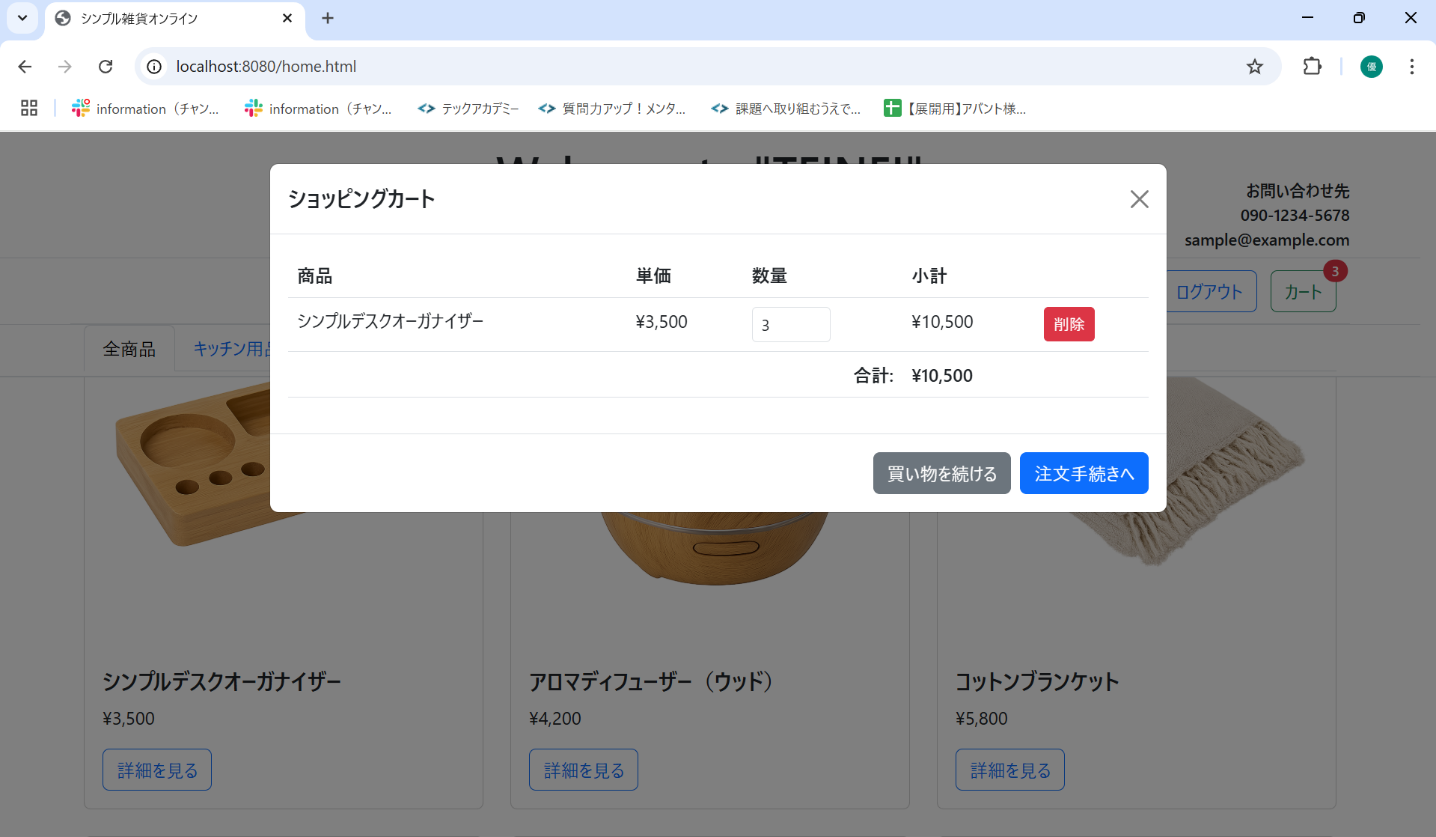 シンプル雑貨オンライン
localhost:8080/home.html
information（チャン...
information（チャン...
テックアカデミー
質問力アップ！メンタ...
課題へ取り組むうえで...
【展開用】アバント様...
優
お問い合わせ先
090-1234-5678
sample@example.com
ログアウト
カート
3
全商品
キッチン用品
ショッピングカート
商品 単価 数量 小計
シンプルデスクオーガナイザー ¥3,500 3 ¥10,500 削除
合計: ¥10,500
買い物を続ける 注文手続きへ
シンプルデスクオーガナイザー
¥3,500
詳細を見る
アロマディフューザー（ウッド）
¥4,200
詳細を見る
コットンブランケット
¥5,800
詳細を見る